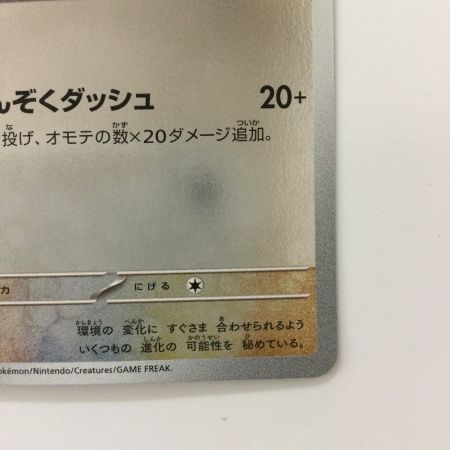 んぞくダッシュ 20+
投げ、オモテの数×20ダメージ追加。
カ にげる
環境の 変化に すぐさま 合わせられるよう
いくつもの 進化の 可能性を 秘めている。
okémon/Nintendo/Creatures/GAME FREAK.